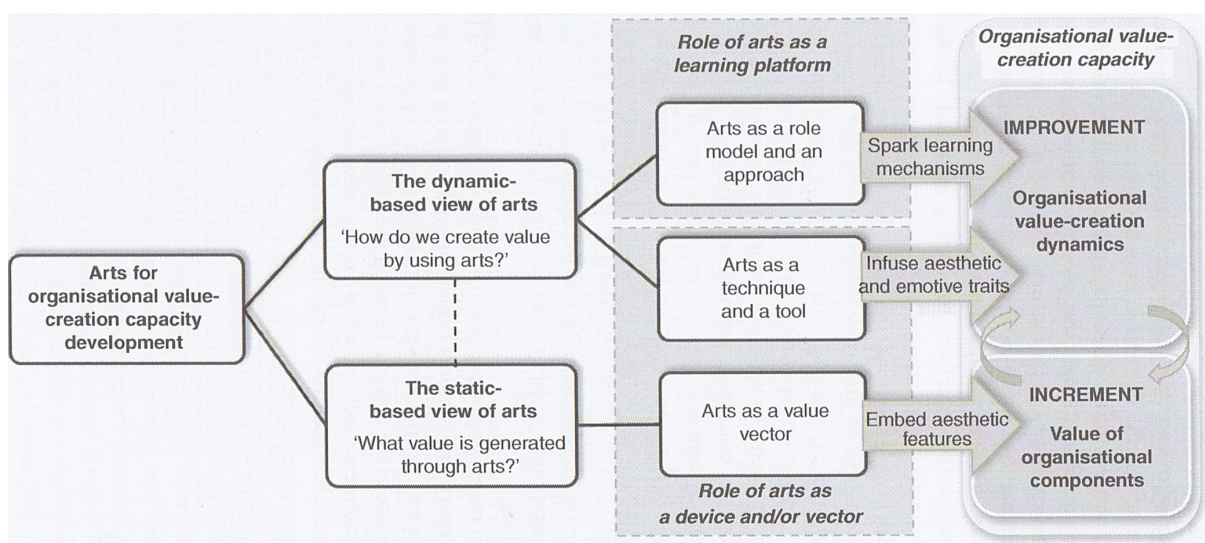 Arts for
organisational value-
creation capacity
development
The dynamic-
based view of arts
‘How do we create value
by using arts?’
The static-
based view of arts
‘What value is generated
through arts?’
Role of arts as a
learning platform
Arts as a role
model and an
approach
Arts as a
technique
and a tool
Arts as a value
vector
Role of arts as
a device and/or vector
Spark learning
mechanisms
Infuse aesthetic
and emotive traits
Embed aesthetic
features
Organisational value-
creation capacity
IMPROVEMENT
Organisational
value-creation
dynamics
INCREMENT
Value of
organisational
components